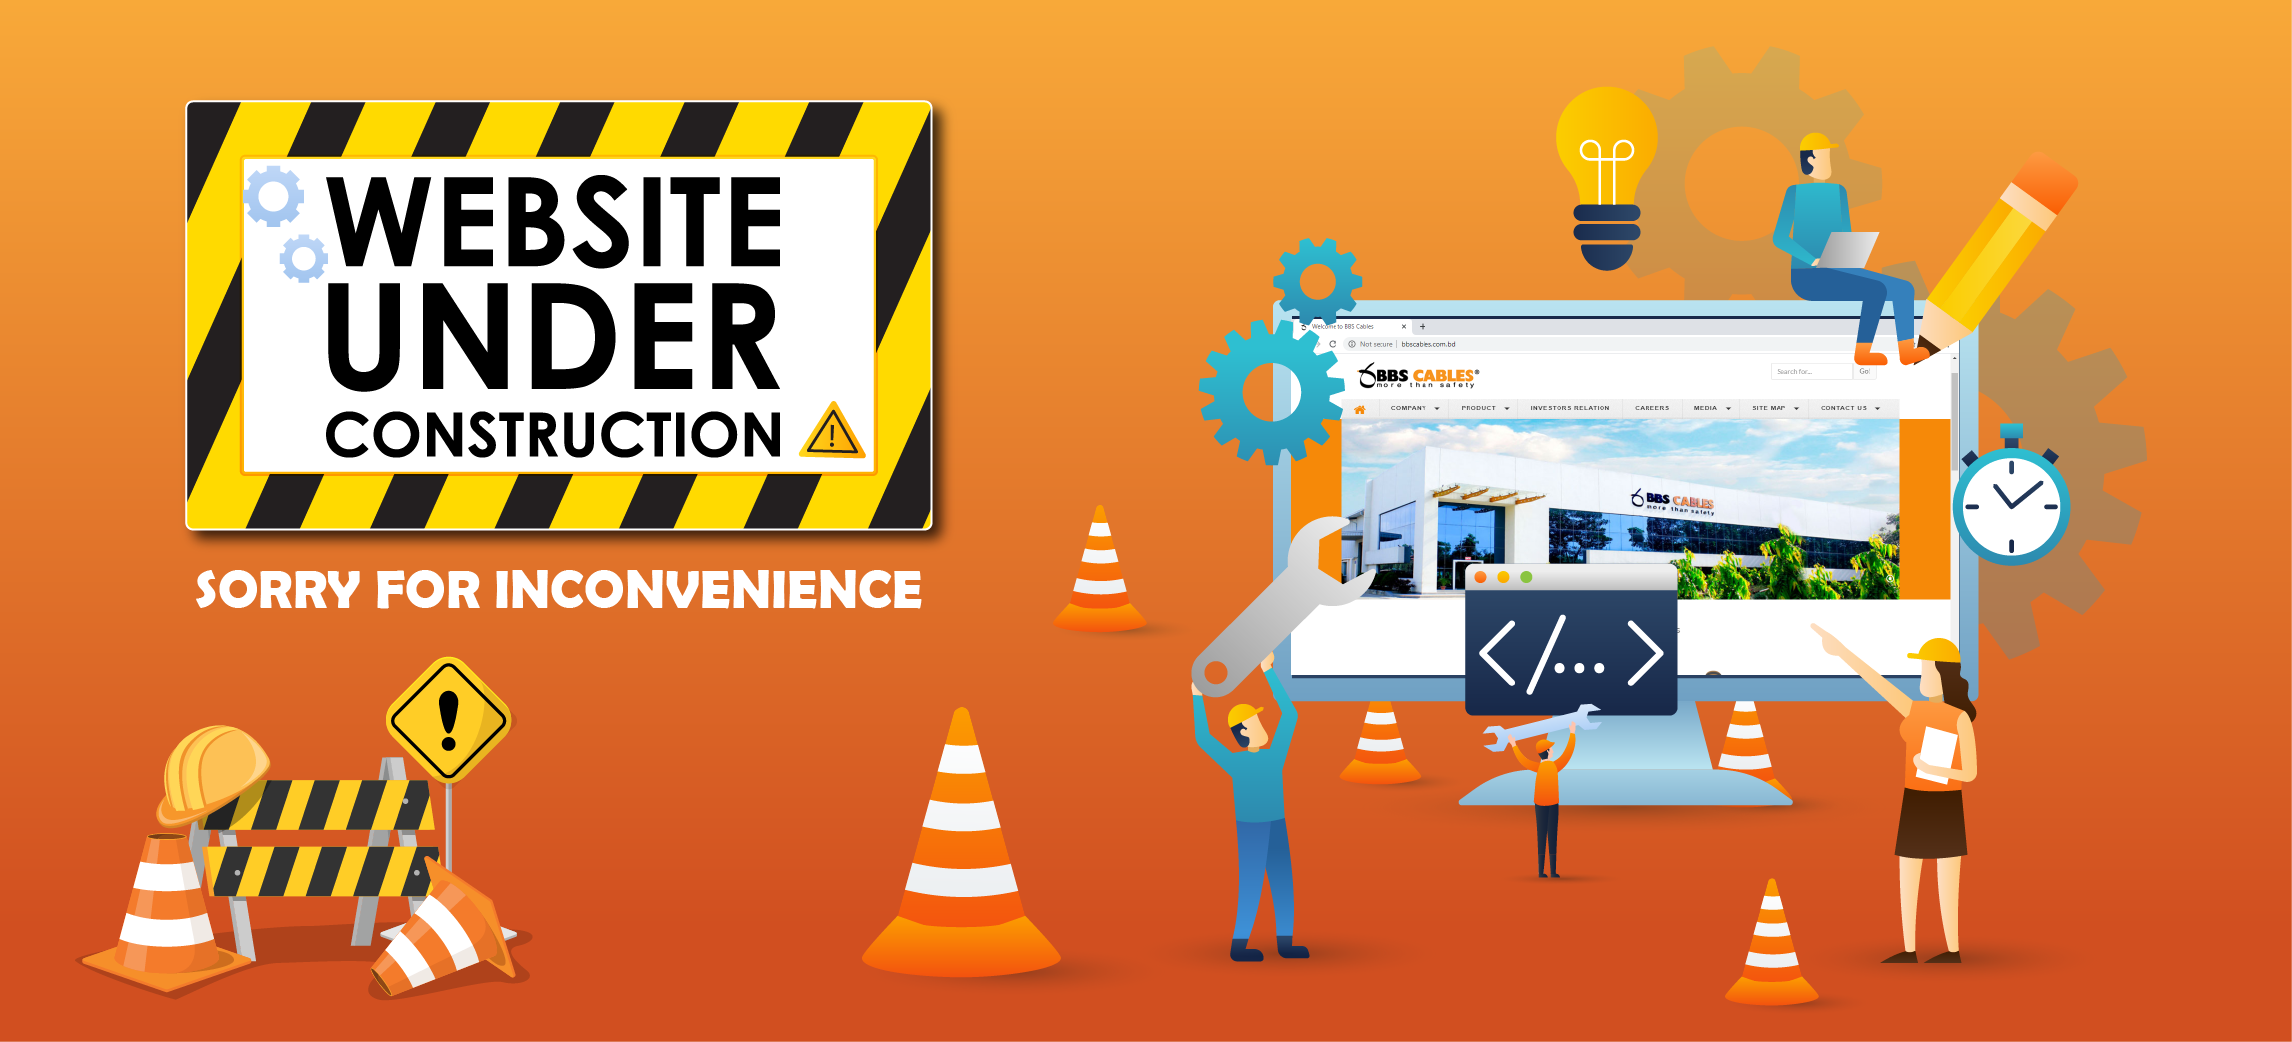 WEBSITE
UNDER
CONSTRUCTION
SORRY FOR INCONVENIENCE
Welcome to BBS Cables
Not secure | bbscables.com.bd
BBS CABLES®
more than safety
Search for...
Go!
COMPANY
PRODUCT
INVESTORS RELATION
CAREERS
MEDIA
SITE MAP
CONTACT US
BBS CABLES
more than safety
</...>